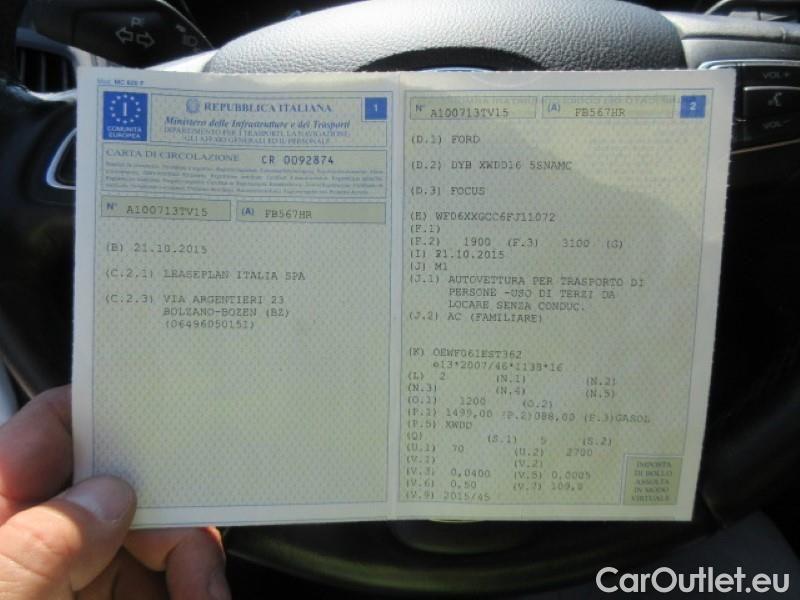 Mod. MC 820 F
I
COMUNITÀ
EUROPEA
REPUBBLICA ITALIANA
1
Ministero delle Infrastrutture e dei Trasporti
DIPARTIMENTO PER I TRASPORTI, LA NAVIGAZIONE,
GLI AFFARI GENERALI ED IL PERSONALE
CARTA DI CIRCOLAZIONE CR 0092874
N° A100713TV15 (A) FB567HR
(B) 21.10.2015
(C.2.1) LEASEPLAN ITALIA SPA
(C.2.3) VIA ARGENTIERI 23
BOLZANO-BOZEN (BZ)
(06496050151)
N° A100713TV15 (A) FB567HR 2
(D.1) FORD
(D.2) DYB XWDD16 5SNAMC
(D.3) FOCUS
(E) WF06XXGCC6FJ11072
(F.1)
(F.2) 1900 (F.3) 3100 (G)
(I) 21.10.2015
(J) M1
(J.1) AUTOVETTURA PER TRASPORTO DI
PERSONE -USO DI TERZI DA
LOCARE SENZA CONDUC.
(J.2) AC (FAMILIARE)
(K) OEWFG61EST362
e13*2007/46*1138*16
(L) 2 (N.1) (N.2)
(N.3) (N.4) (N.5)
(O.1) 1200 (O.2)
(P.1) 1499,00 (P.2)088,00 (P.3)GASOL
(P.5) XWDD
(Q) (S.1) 5 (S.2)
(U.1) 70 (U.2) 2700
(V.1) (V.2)
(V.3) 0,0400 (V.5) 0,0005
(V.6) 0,50 (V.7) 109,0
(V.9) 2015/45
IMPOSTA
DI BOLLO
ASSOLTA
IN MODO
VIRTUALE
VOL+
VOL-
CarOutlet.eu